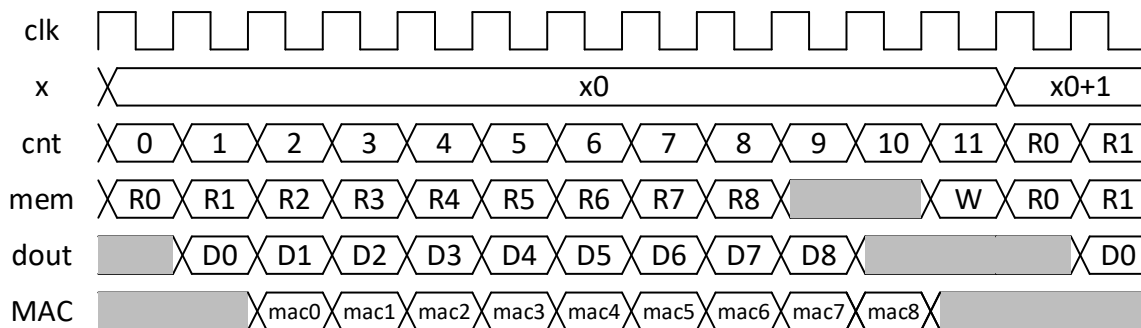 clk
x x0 x0+1
cnt 0 1 2 3 4 5 6 7 8 9 10 11 R0 R1
mem R0 R1 R2 R3 R4 R5 R6 R7 R8 W R0 R1
dout D0 D1 D2 D3 D4 D5 D6 D7 D8 D0
MAC mac0 mac1 mac2 mac3 mac4 mac5 mac6 mac7 mac8